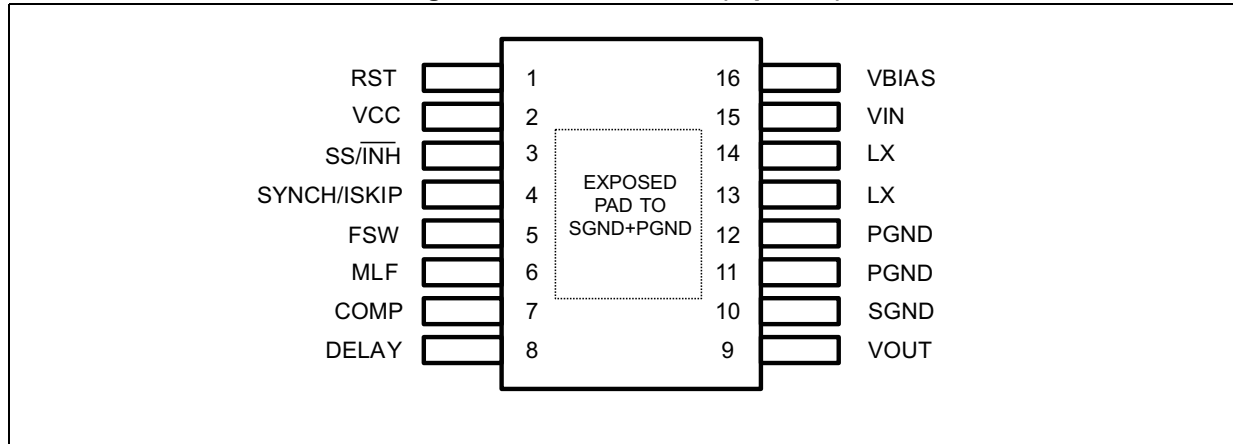 RST 1 16 VBIAS
VCC 2 15 VIN
SS/INH 3 14 LX
SYNCH/ISKIP 4 13 LX
EXPOSED
PAD TO
SGND+PGND
FSW 5 12 PGND
MLF 6 11 PGND
COMP 7 10 SGND
DELAY 8 9 VOUT